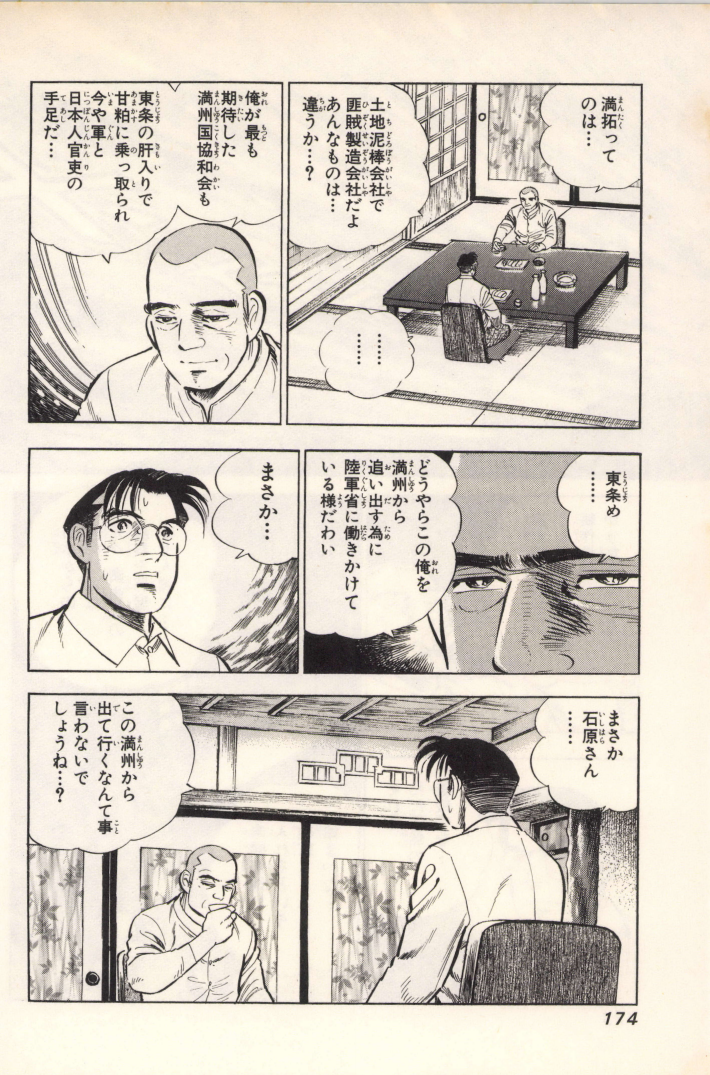 満拓って
のは…
土地泥棒会社で
匪賊製造会社だよ
あんなものは…
違うか…?
……
……
俺が最も
期待した
満州国協和会も
東条の肝入りで
甘粕に乗っ取られ
今や軍と
日本人官吏の
手足だ…
東条め
……
どうやらこの俺を
満州から
追い出す為に
陸軍省に働きかけて
いる様だわい
まさか…
まさか
石原さん
……
この満州から
出て行くなんて事
言わないで
しょうね…?
174